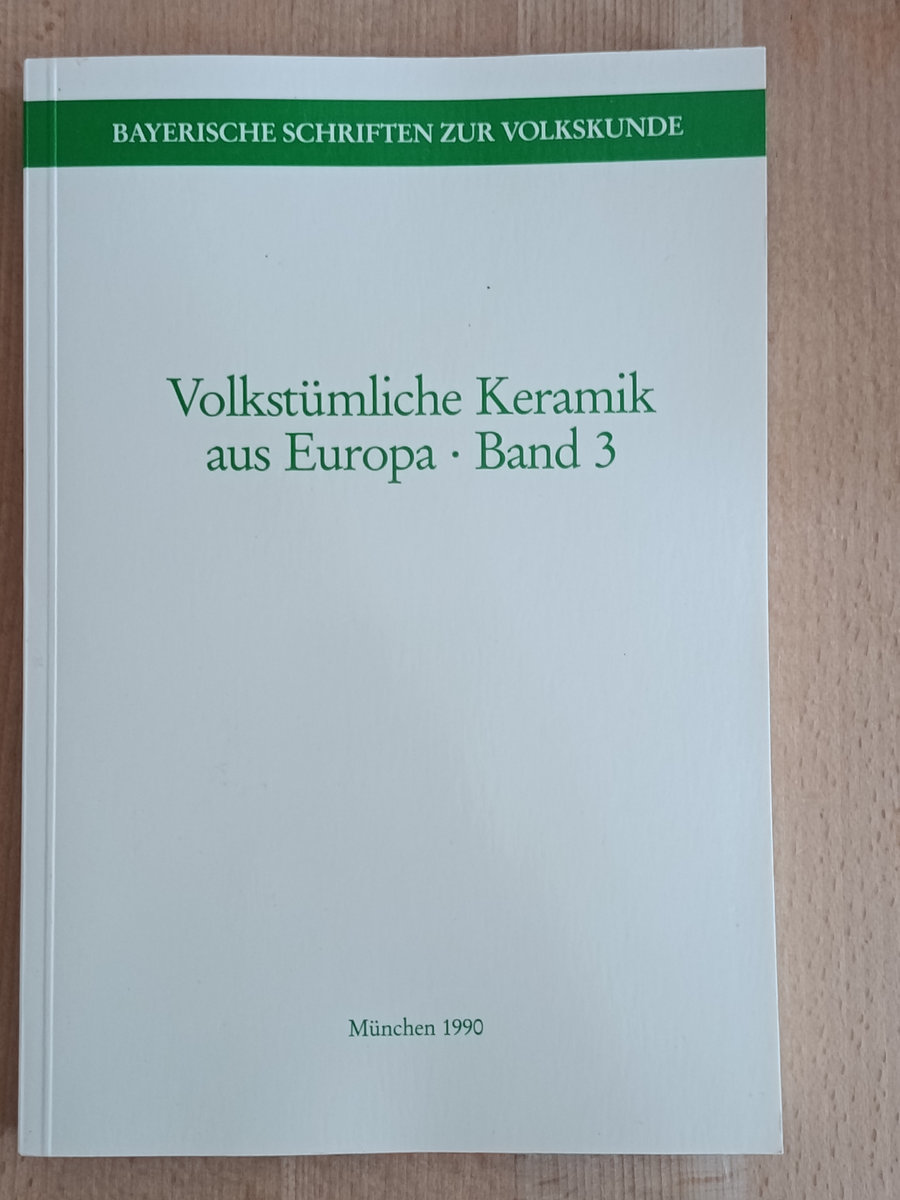 BAYERISCHE SCHRIFTEN ZUR VOLKSKUNDE
Volkstümliche Keramik
aus Europa · Band 3
München 1990